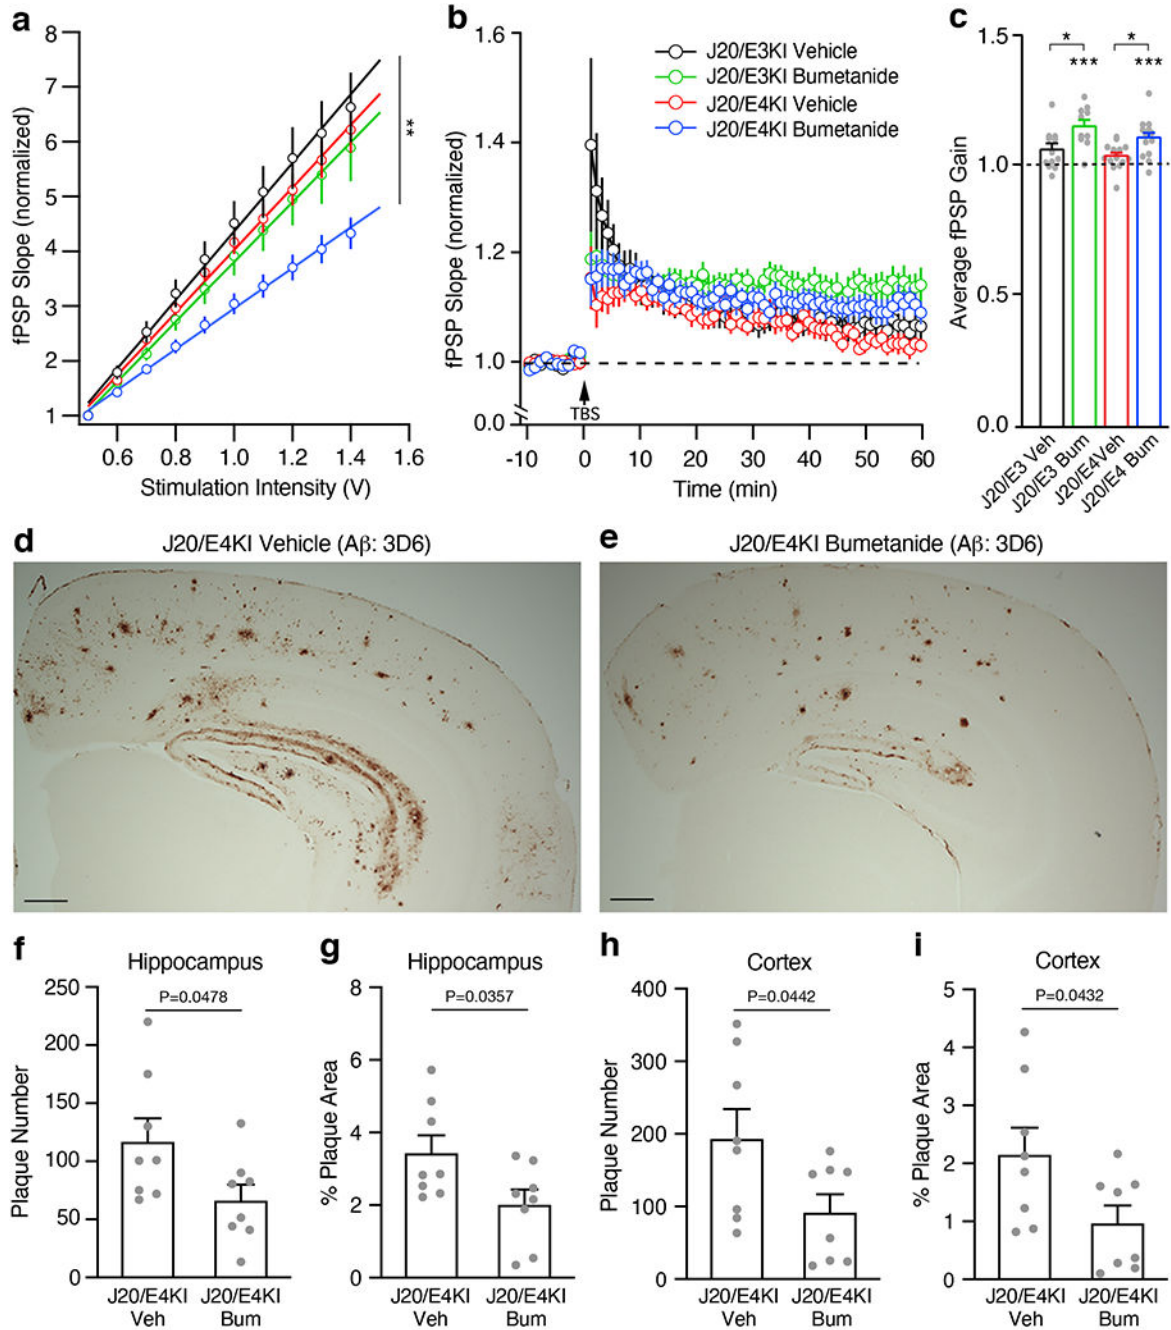 a
8
7
6
5
4
3
2
1
fPSP Slope (normalized)
**
0.6
0.8
1.0
1.2
1.4
1.6
Stimulation Intensity (V)
b
1.6
1.4
1.2
1.0
0.0
fPSP Slope (normalized)
J20/E3KI Vehicle
J20/E3KI Bumetanide
J20/E4KI Vehicle
J20/E4KI Bumetanide
TBS
-10
0
10
20
30
40
50
60
Time (min)
c
1.5
1.0
0.5
0.0
Average fPSP Gain
*
***
*
***
J20/E3 Veh
J20/E3 Bum
J20/E4Veh
J20/E4 Bum
d
J20/E4KI Vehicle (Aβ: 3D6)
e
J20/E4KI Bumetanide (Aβ: 3D6)
f
Hippocampus
P=0.0478
250
200
150
100
50
0
Plaque Number
J20/E4KI
Veh
J20/E4KI
Bum
g
Hippocampus
P=0.0357
8
6
4
2
0
% Plaque Area
J20/E4KI
Veh
J20/E4KI
Bum
h
Cortex
P=0.0442
400
300
200
100
0
Plaque Number
J20/E4KI
Veh
J20/E4KI
Bum
i
Cortex
P=0.0432
5
4
3
2
1
0
% Plaque Area
J20/E4KI
Veh
J20/E4KI
Bum